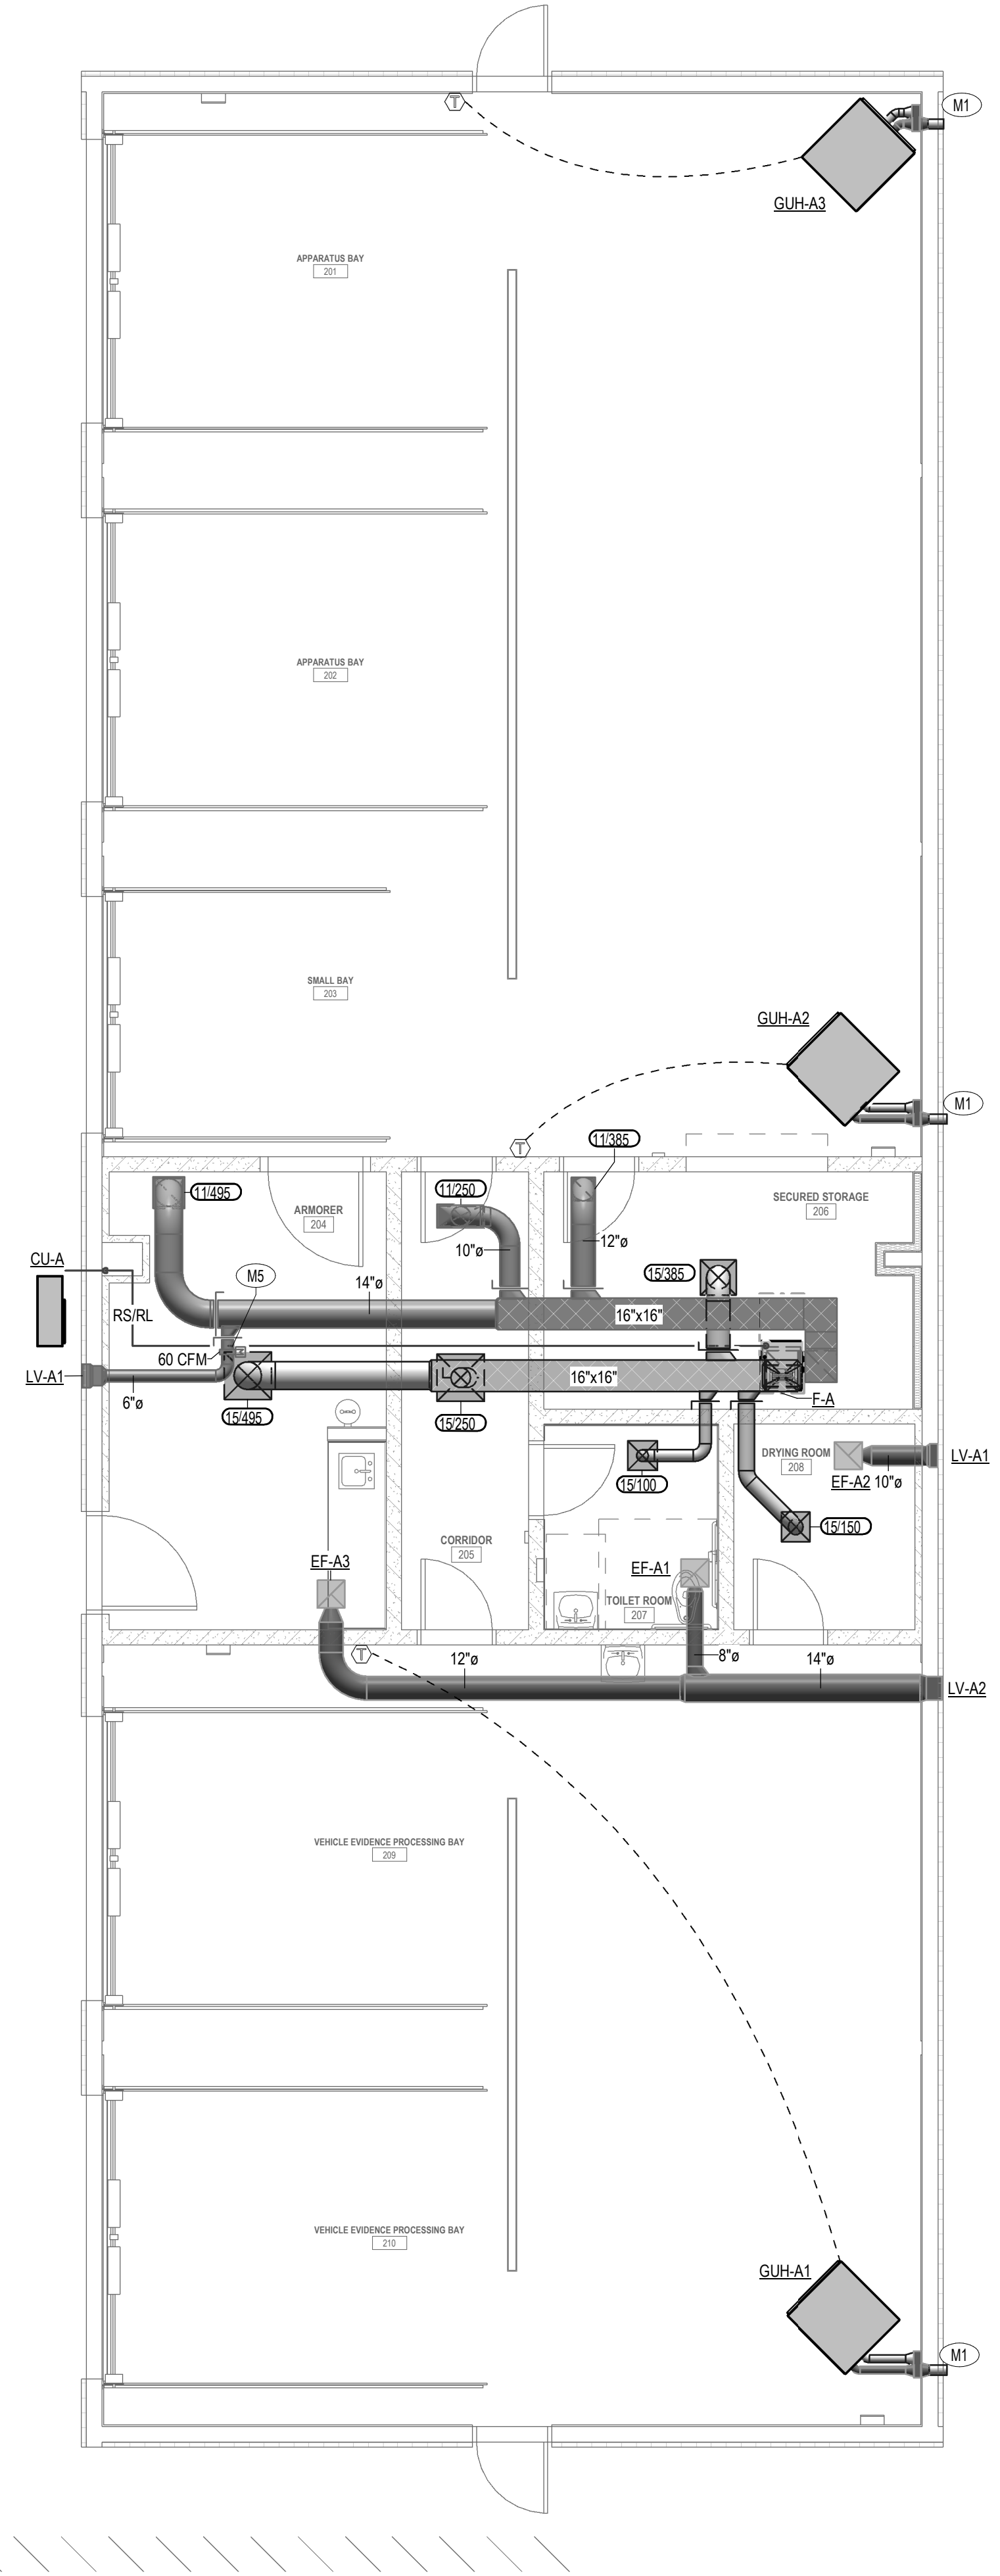 T
M1
GUH-A3
APPARATUS BAY
201
APPARATUS BAY
202
SMALL BAY
203
GUH-A2
M1
T
11/385
11/495
11/250
ARMORER
204
SECURED STORAGE
206
10"ø
12"ø
CU-A
M5
15/385
14"ø
RS/RL
16"x16"
60 CFM
LV-A1
16"x16"
6"ø
F-A
15/495
15/250
DRYING ROOM
208
LV-A1
15/100
EF-A2
10"ø
15/150
CORRIDOR
205
EF-A3
EF-A1
TOILET ROOM
207
T
12"ø
8"ø
14"ø
LV-A2
VEHICLE EVIDENCE PROCESSING BAY
209
VEHICLE EVIDENCE PROCESSING BAY
210
GUH-A1
M1